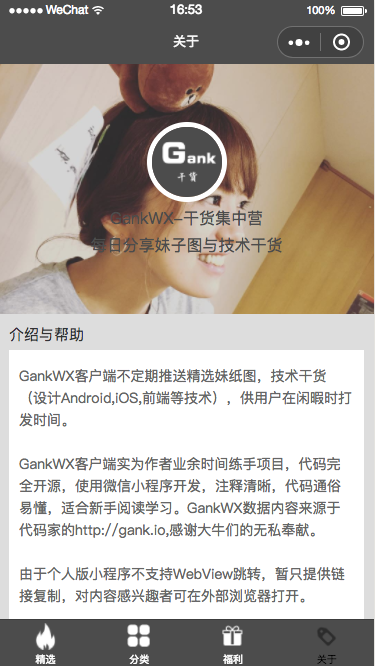 WeChat 16:53 100%
关于
Gank
干货
GankWX-干货集中营
每日分享妹子图与技术干货
介绍与帮助
GankWX客户端不定期推送精选妹纸图，技术干货
（设计Android,iOS,前端等技术），供用户在闲暇时打
发时间。
GankWX客户端实为作者业余时间练手项目，代码完
全开源，使用微信小程序开发，注释清晰，代码通俗
易懂，适合新手阅读学习。GankWX数据内容来源于
代码家的http://gank.io,感谢大牛们的无私奉献。
由于个人版小程序不支持WebView跳转，暂只提供链
接复制，对内容感兴趣者可在外部浏览器打开。
精选 分类 福利 关于